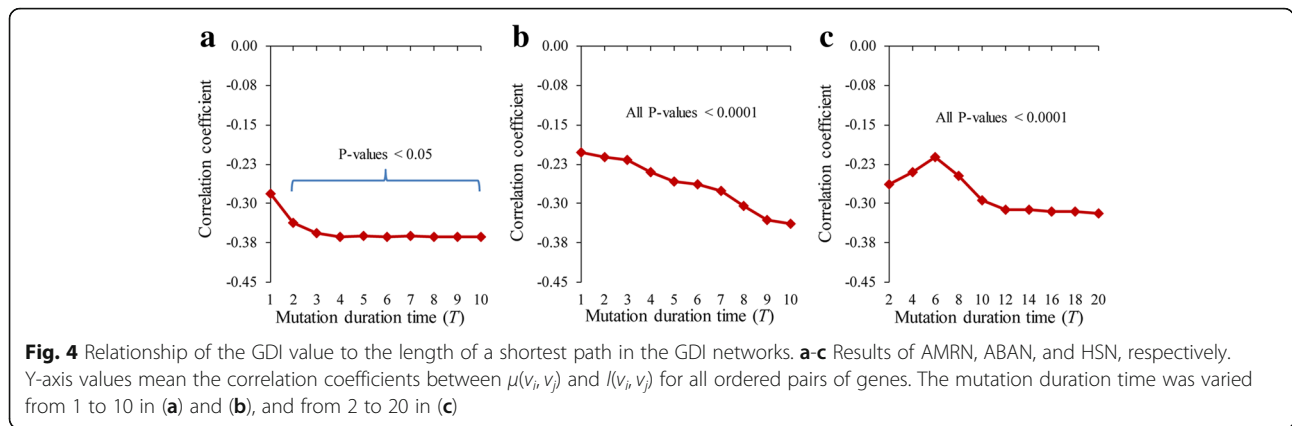 a
b
c
0.00
-0.08
-0.15
-0.23
-0.30
-0.38
-0.45
Correlation coefficient
P-values < 0.05
1 2 3 4 5 6 7 8 9 10
Mutation duration time (T)
0.00
-0.08
-0.15
-0.23
-0.30
-0.38
-0.45
Correlation coefficient
All P-values < 0.0001
1 2 3 4 5 6 7 8 9 10
Mutation duration time (T)
0.00
-0.08
-0.15
-0.23
-0.30
-0.38
-0.45
Correlation coefficient
All P-values < 0.0001
2 4 6 8 10 12 14 16 18 20
Mutation duration time (T)
Fig. 4 Relationship of the GDI value to the length of a shortest path in the GDI networks. a-c Results of AMRN, ABAN, and HSN, respectively.
Y-axis values mean the correlation coefficients between μ(vi, vj) and l(vi, vj) for all ordered pairs of genes. The mutation duration time was varied
from 1 to 10 in (a) and (b), and from 2 to 20 in (c)